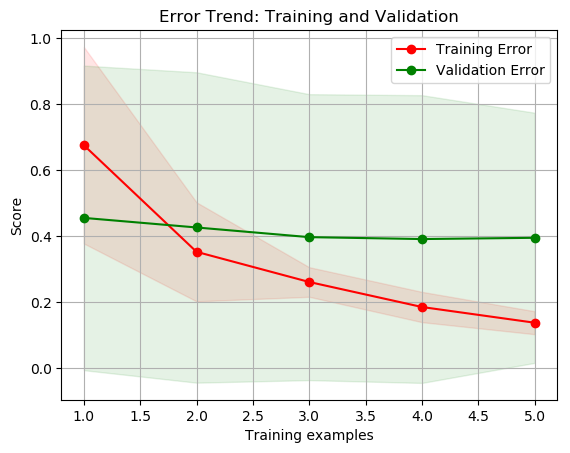 Error Trend: Training and Validation
Training Error
Validation Error
1.0
0.8
0.6
0.4
0.2
0.0
Score
1.0 1.5 2.0 2.5 3.0 3.5 4.0 4.5 5.0
Training examples